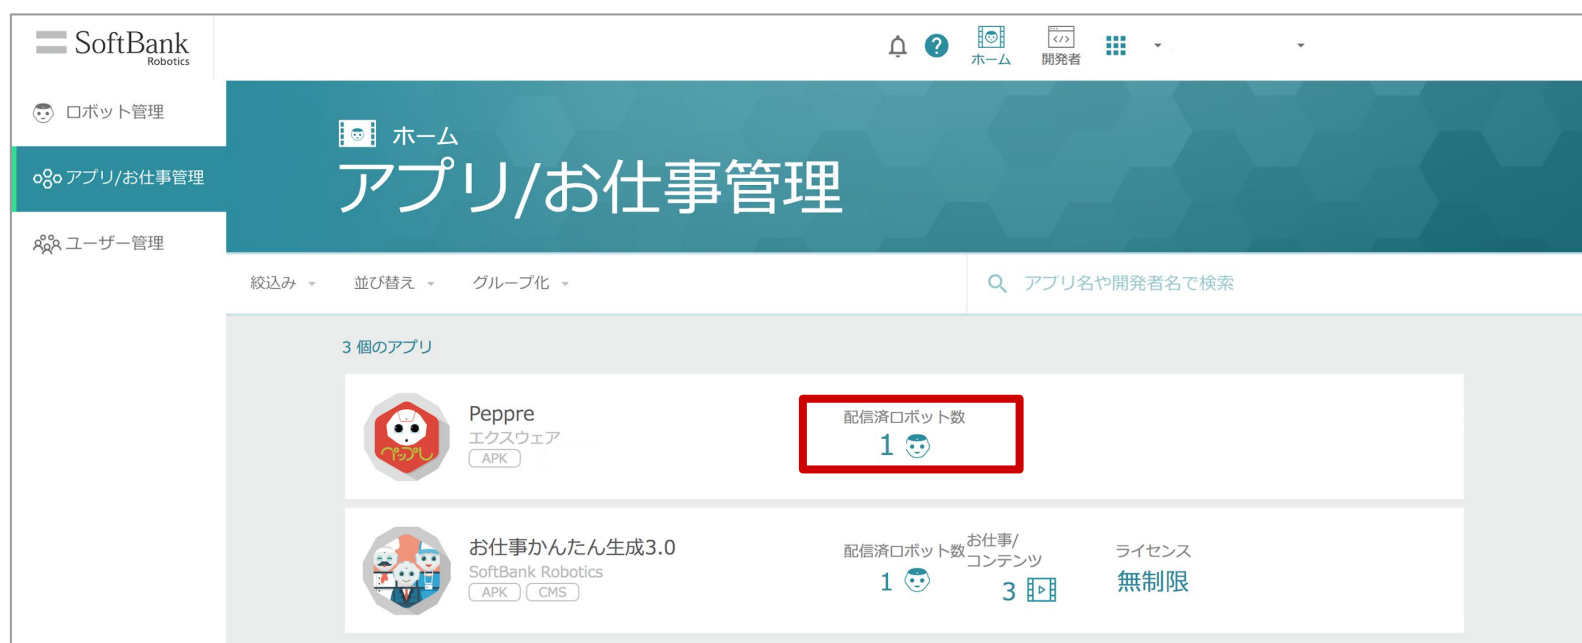 SoftBank
Robotics
ホーム
開発者
ロボット管理
アプリ/お仕事管理
ユーザー管理
ホーム
アプリ/お仕事管理
絞込み
並び替え
グループ化
アプリ名や開発者名で検索
3 個のアプリ
ペップレ
Peppre
エクスウェア
APK
配信済ロボット数
1
お仕事かんたん生成3.0
SoftBank Robotics
APK CMS
配信済ロボット数
1
お仕事/
コンテンツ
3
ライセンス
無制限